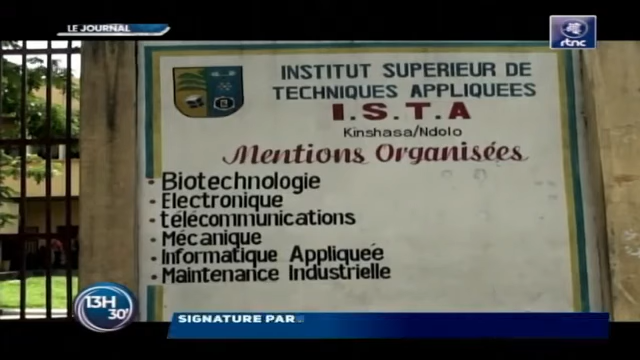 LE JOURNAL
rtnc
INSTITUT SUPERIEUR DE
TECHNIQUES APPLIQUEES
I.S.T.A
Kinshasa/Ndolo
Mentions Organisées
• Biotechnologie
• Electronique
• télécommunications
• Mécanique
• Informatique Appliquée
• Maintenance Industrielle
13H
30'
SIGNATURE PAR